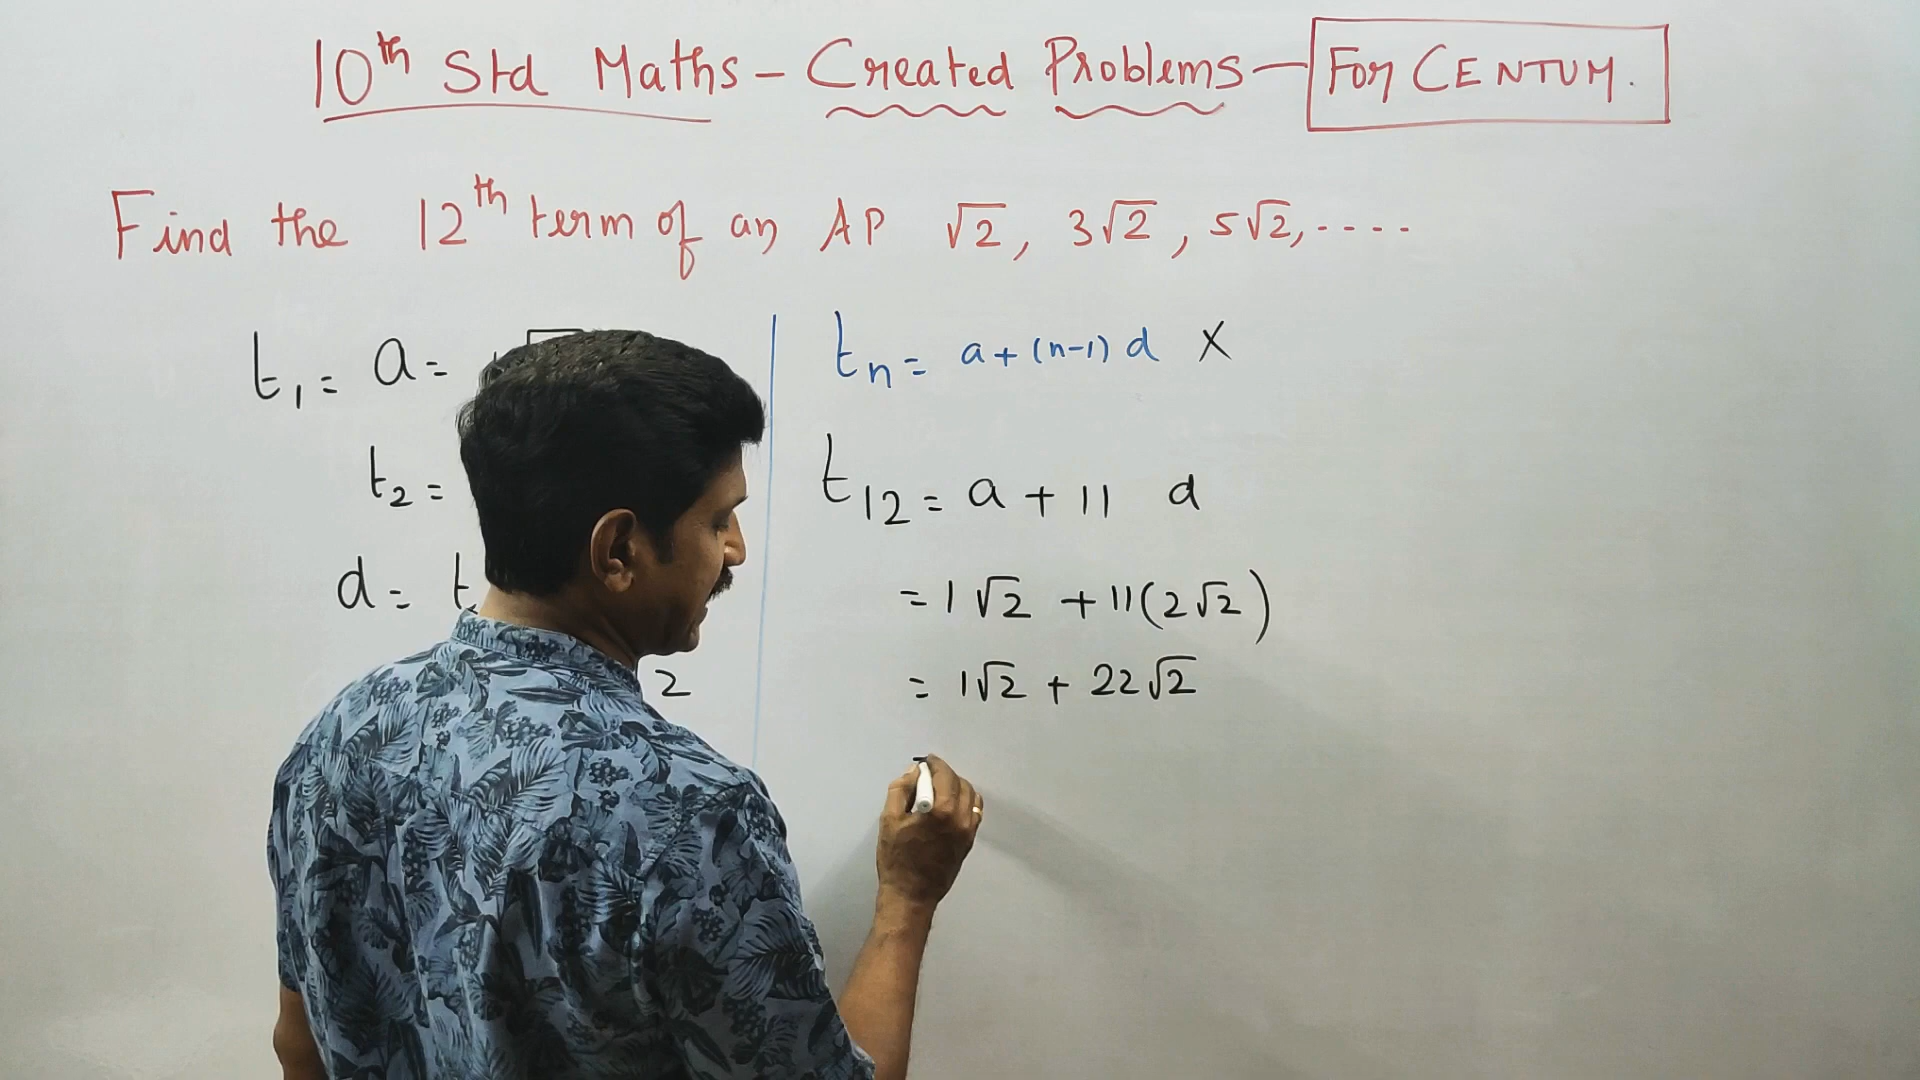 10th Std Maths - Created Problems - For CENTUM.
Find the 12th term of an AP √2, 3√2, 5√2, ....
t₁ = a =
t₂ =
d = t
2
tn = a + (n-1) d X
t₁₂ = a + 11 d
= 1√2 + 11(2√2)
= 1√2 + 22√2